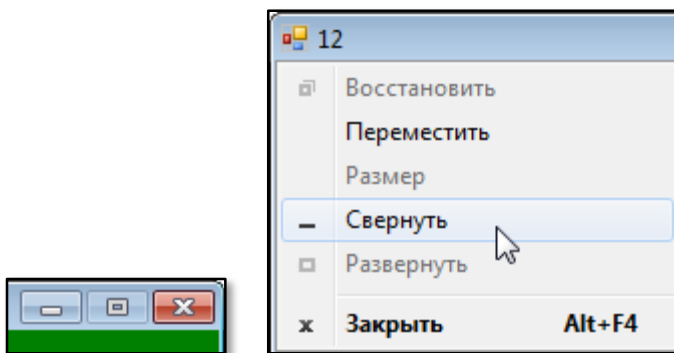 12
Восстановить
Переместить
Размер
Свернуть
Развернуть
Закрыть Alt+F4